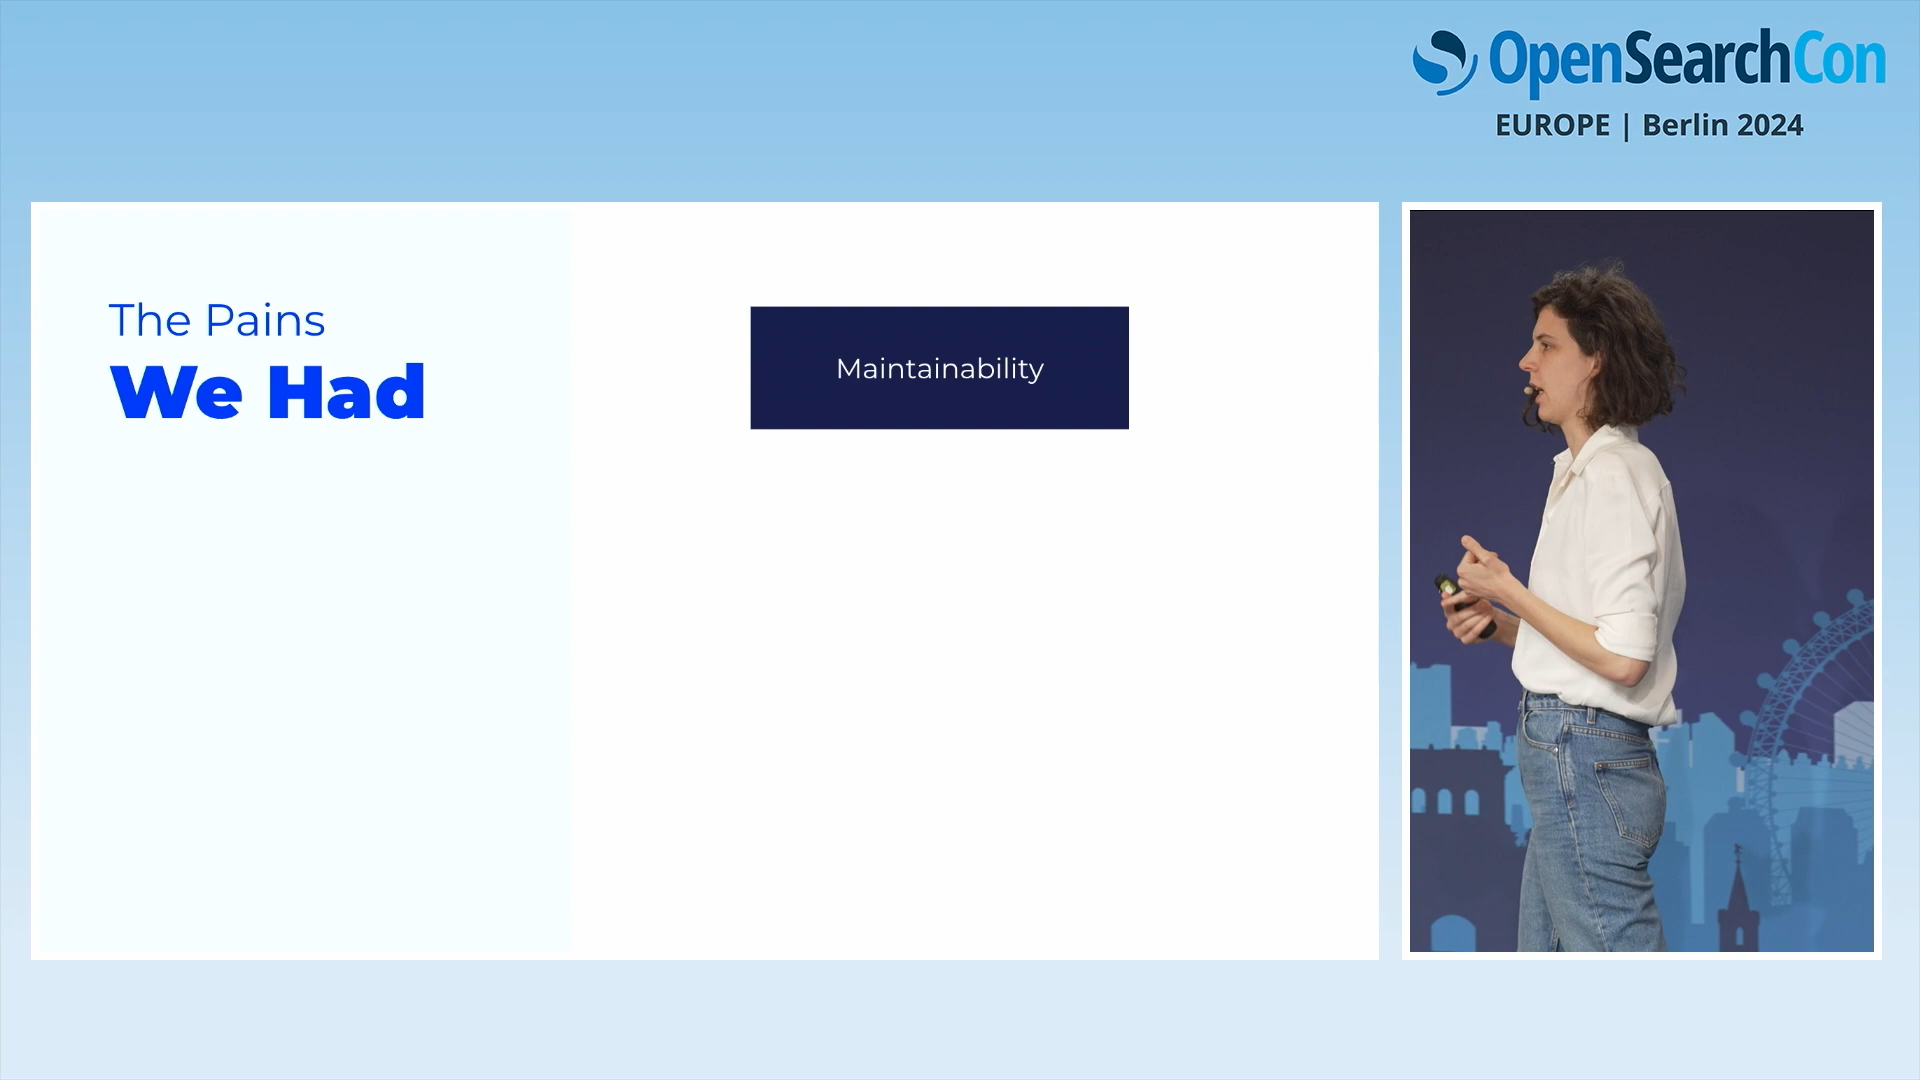 OpenSearchCon
EUROPE | Berlin 2024
The Pains
We Had
Maintainability